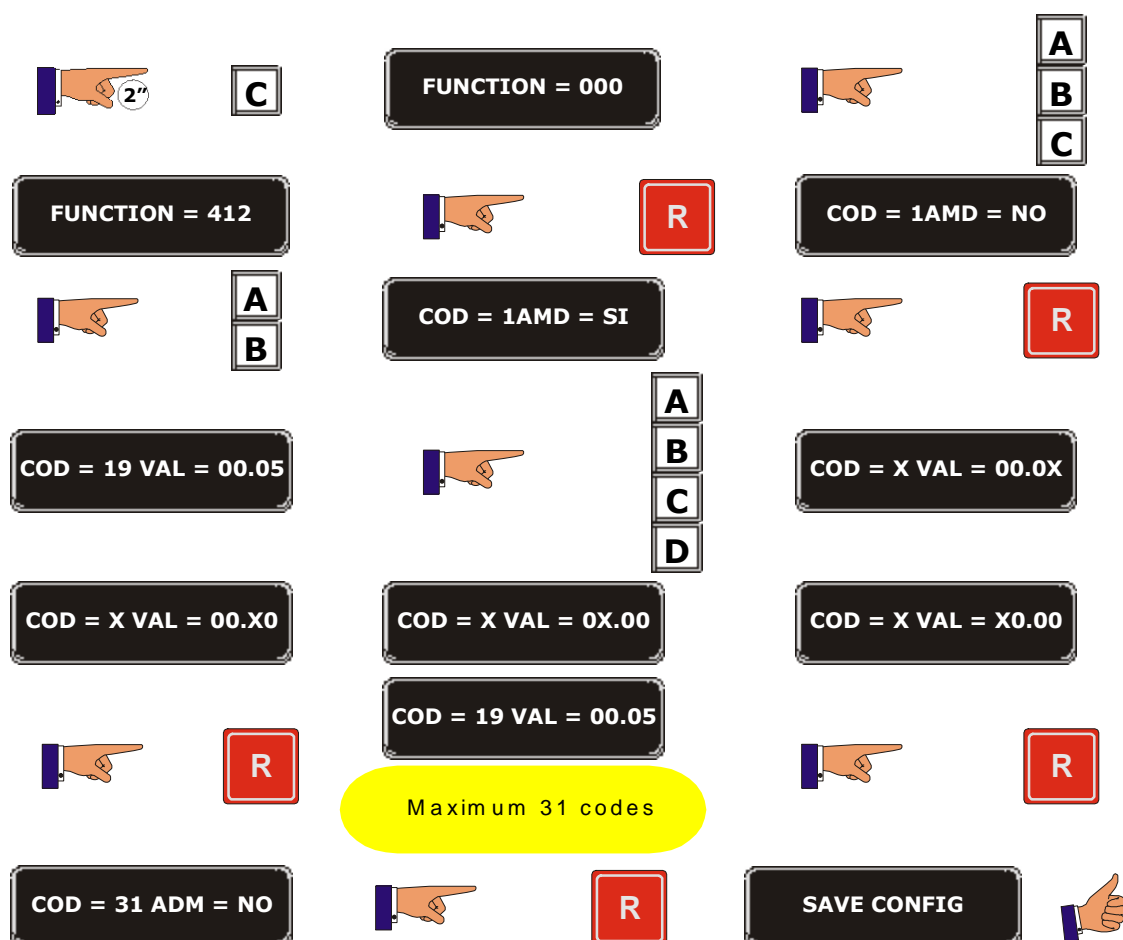 2”
C
FUNCTION = 000
A
B
C
FUNCTION = 412
R
COD = 1AMD = NO
A
B
COD = 1AMD = SI
R
COD = 19 VAL = 00.05
A
B
C
D
COD = X VAL = 00.0X
COD = X VAL = 00.X0
COD = X VAL = 0X.00
COD = X VAL = X0.00
R
COD = 19 VAL = 00.05
R
Maximum 31 codes
COD = 31 ADM = NO
R
SAVE CONFIG